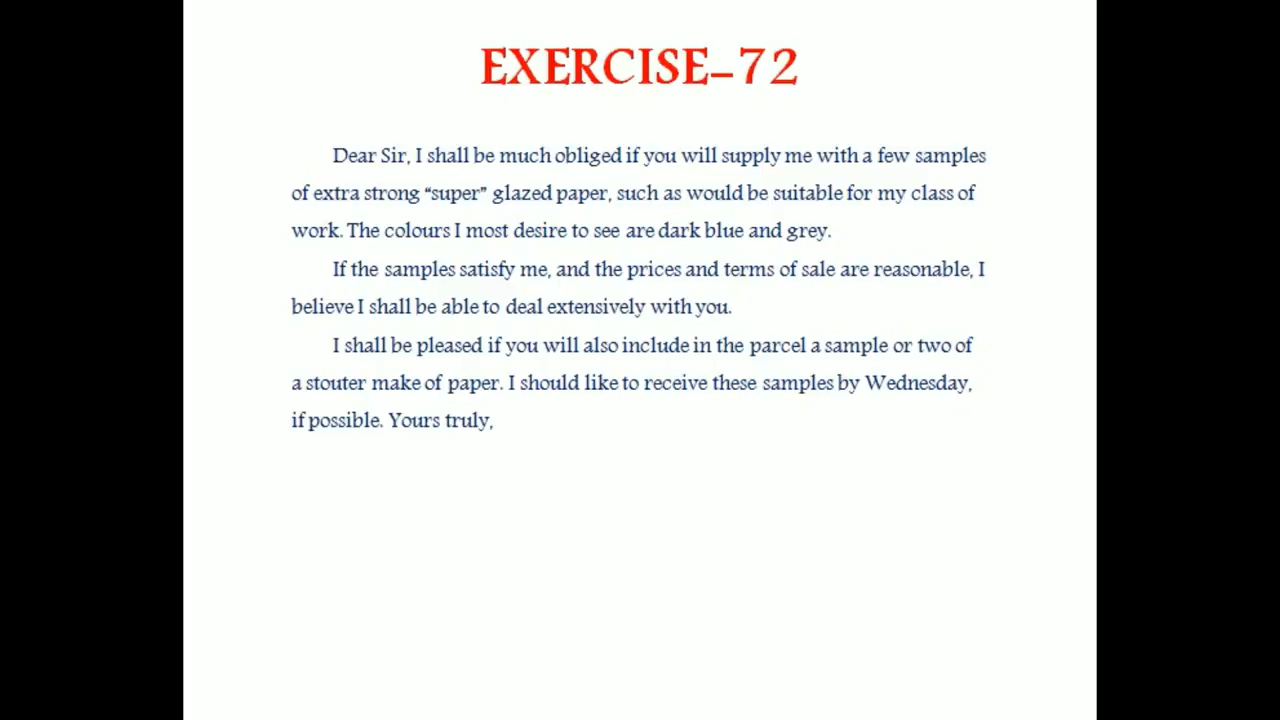 EXERCISE-72
Dear Sir, I shall be much obliged if you will supply me with a few samples
of extra strong “super” glazed paper, such as would be suitable for my class of
work. The colours I most desire to see are dark blue and grey.
If the samples satisfy me, and the prices and terms of sale are reasonable, I
believe I shall be able to deal extensively with you.
I shall be pleased if you will also include in the parcel a sample or two of
a stouter make of paper. I should like to receive these samples by Wednesday,
if possible. Yours truly,